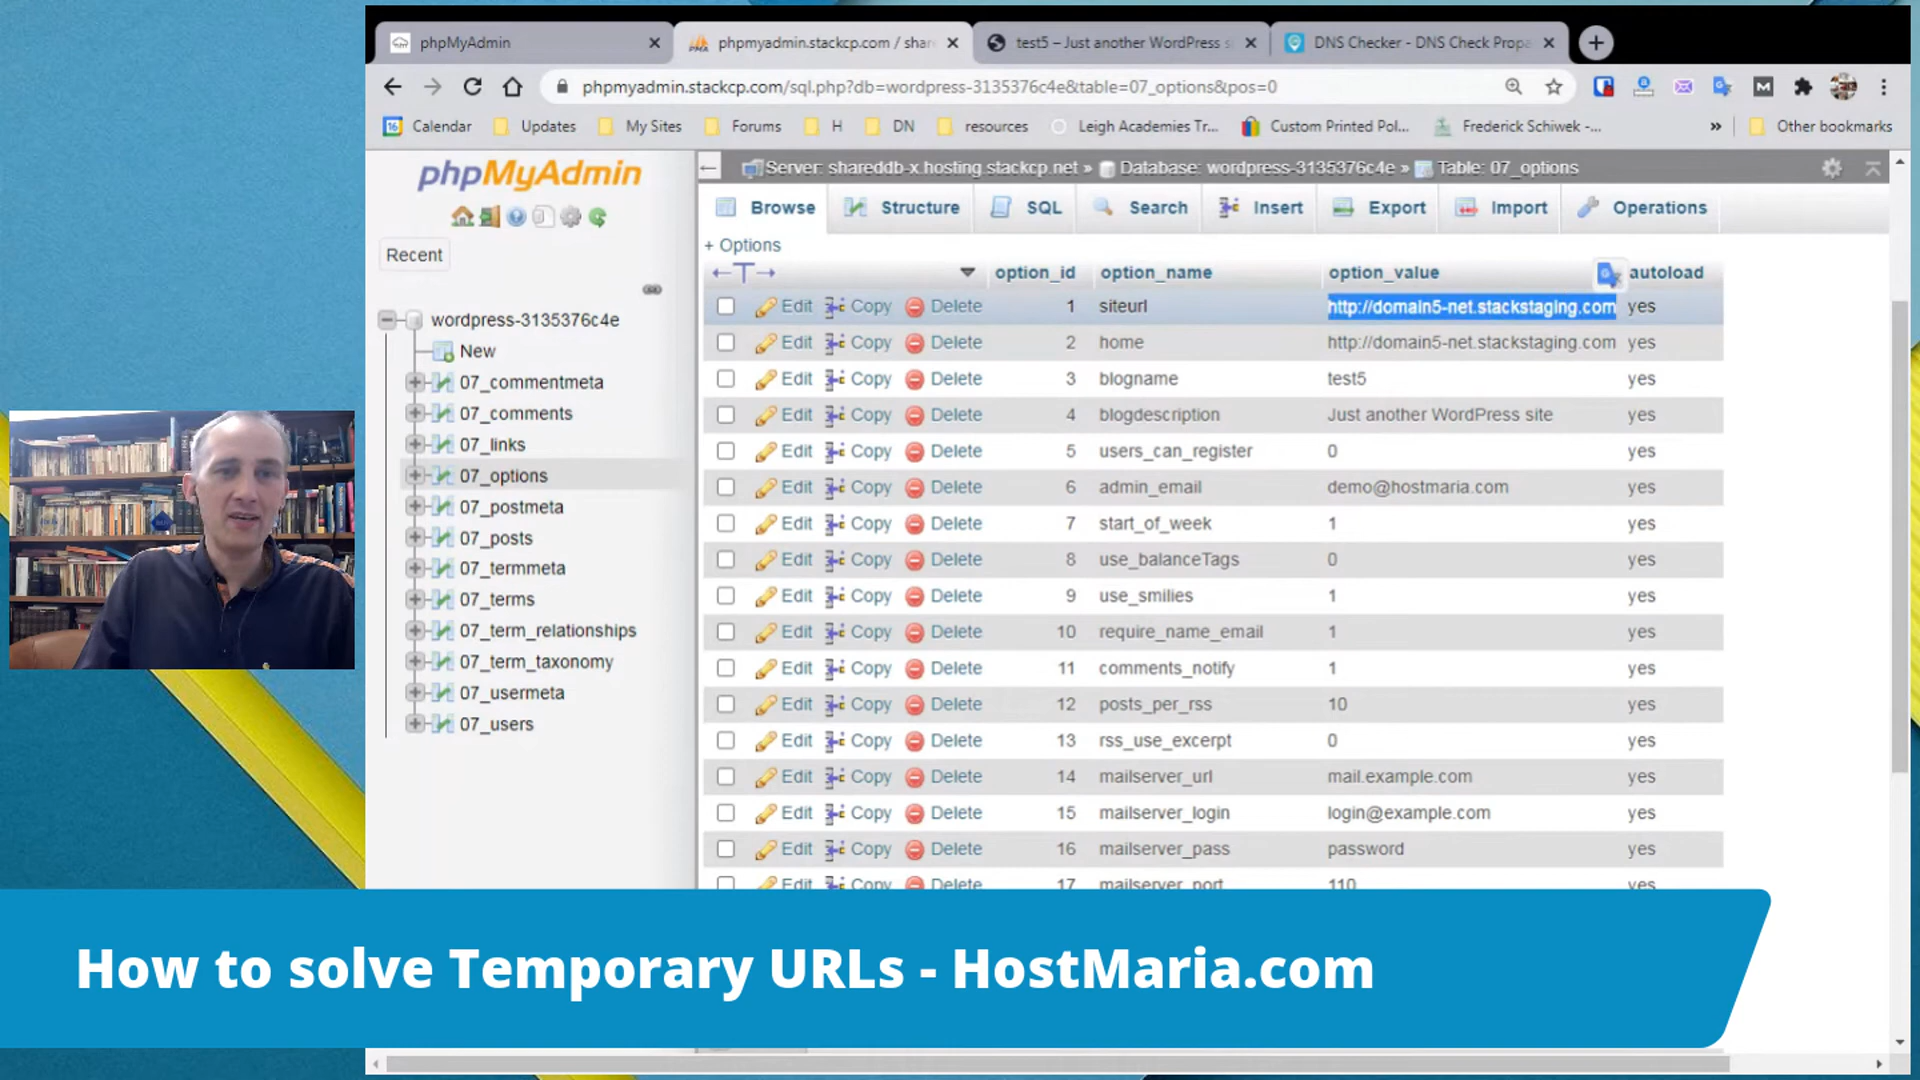 phpMyAdmin
phpmyadmin.stackcp.com / shar
test5 – Just another WordPress s
DNS Checker - DNS Check Propa
phpmyadmin.stackcp.com/sql.php?db=wordpress-3135376c4e&table=07_options&pos=0
Calendar Updates My Sites Forums H DN resources Leigh Academies Tr... Custom Printed Pol... Frederick Schiwek -... » Other bookmarks
phpMyAdmin
Recent
wordpress-3135376c4e
New
07_commentmeta
07_comments
07_links
07_options
07_postmeta
07_posts
07_termmeta
07_terms
07_term_relationships
07_term_taxonomy
07_usermeta
07_users
Server: shareddb-x.hosting.stackcp.net » Database: wordpress-3135376c4e » Table: 07_options
Browse Structure SQL Search Insert Export Import Operations
+ Options
option_id option_name option_value autoload
Edit Copy Delete 1 siteurl http://domain5-net.stackstaging.com yes
Edit Copy Delete 2 home http://domain5-net.stackstaging.com yes
Edit Copy Delete 3 blogname test5 yes
Edit Copy Delete 4 blogdescription Just another WordPress site yes
Edit Copy Delete 5 users_can_register 0 yes
Edit Copy Delete 6 admin_email demo@hostmaria.com yes
Edit Copy Delete 7 start_of_week 1 yes
Edit Copy Delete 8 use_balanceTags 0 yes
Edit Copy Delete 9 use_smilies 1 yes
Edit Copy Delete 10 require_name_email 1 yes
Edit Copy Delete 11 comments_notify 1 yes
Edit Copy Delete 12 posts_per_rss 10 yes
Edit Copy Delete 13 rss_use_excerpt 0 yes
Edit Copy Delete 14 mailserver_url mail.example.com yes
Edit Copy Delete 15 mailserver_login login@example.com yes
Edit Copy Delete 16 mailserver_pass password yes
Edit Copy Delete 17 mailserver_port 110 yes
How to solve Temporary URLs - HostMaria.com